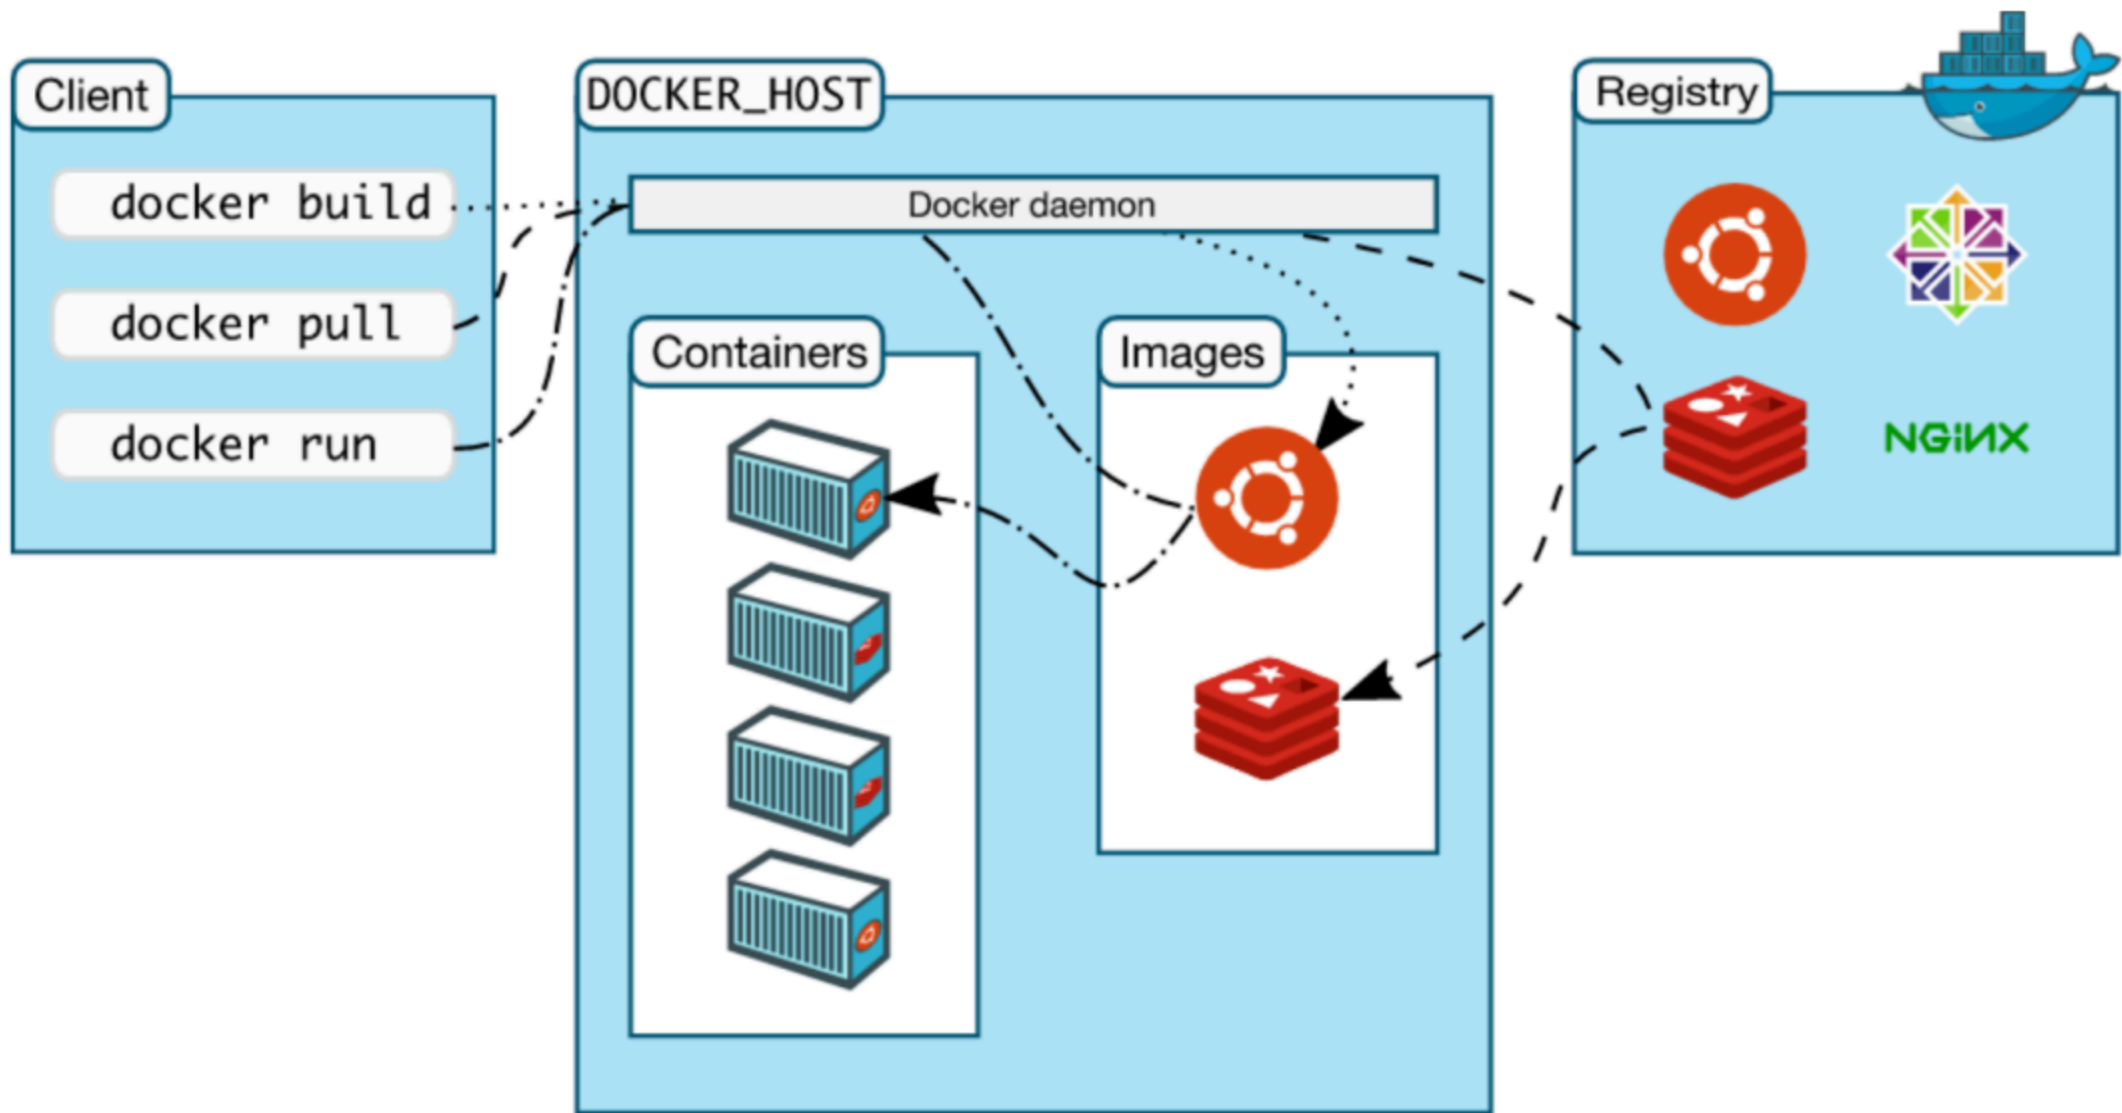 Client
docker build
docker pull
docker run
DOCKER_HOST
Docker daemon
Containers
Images
Registry
NGiNX